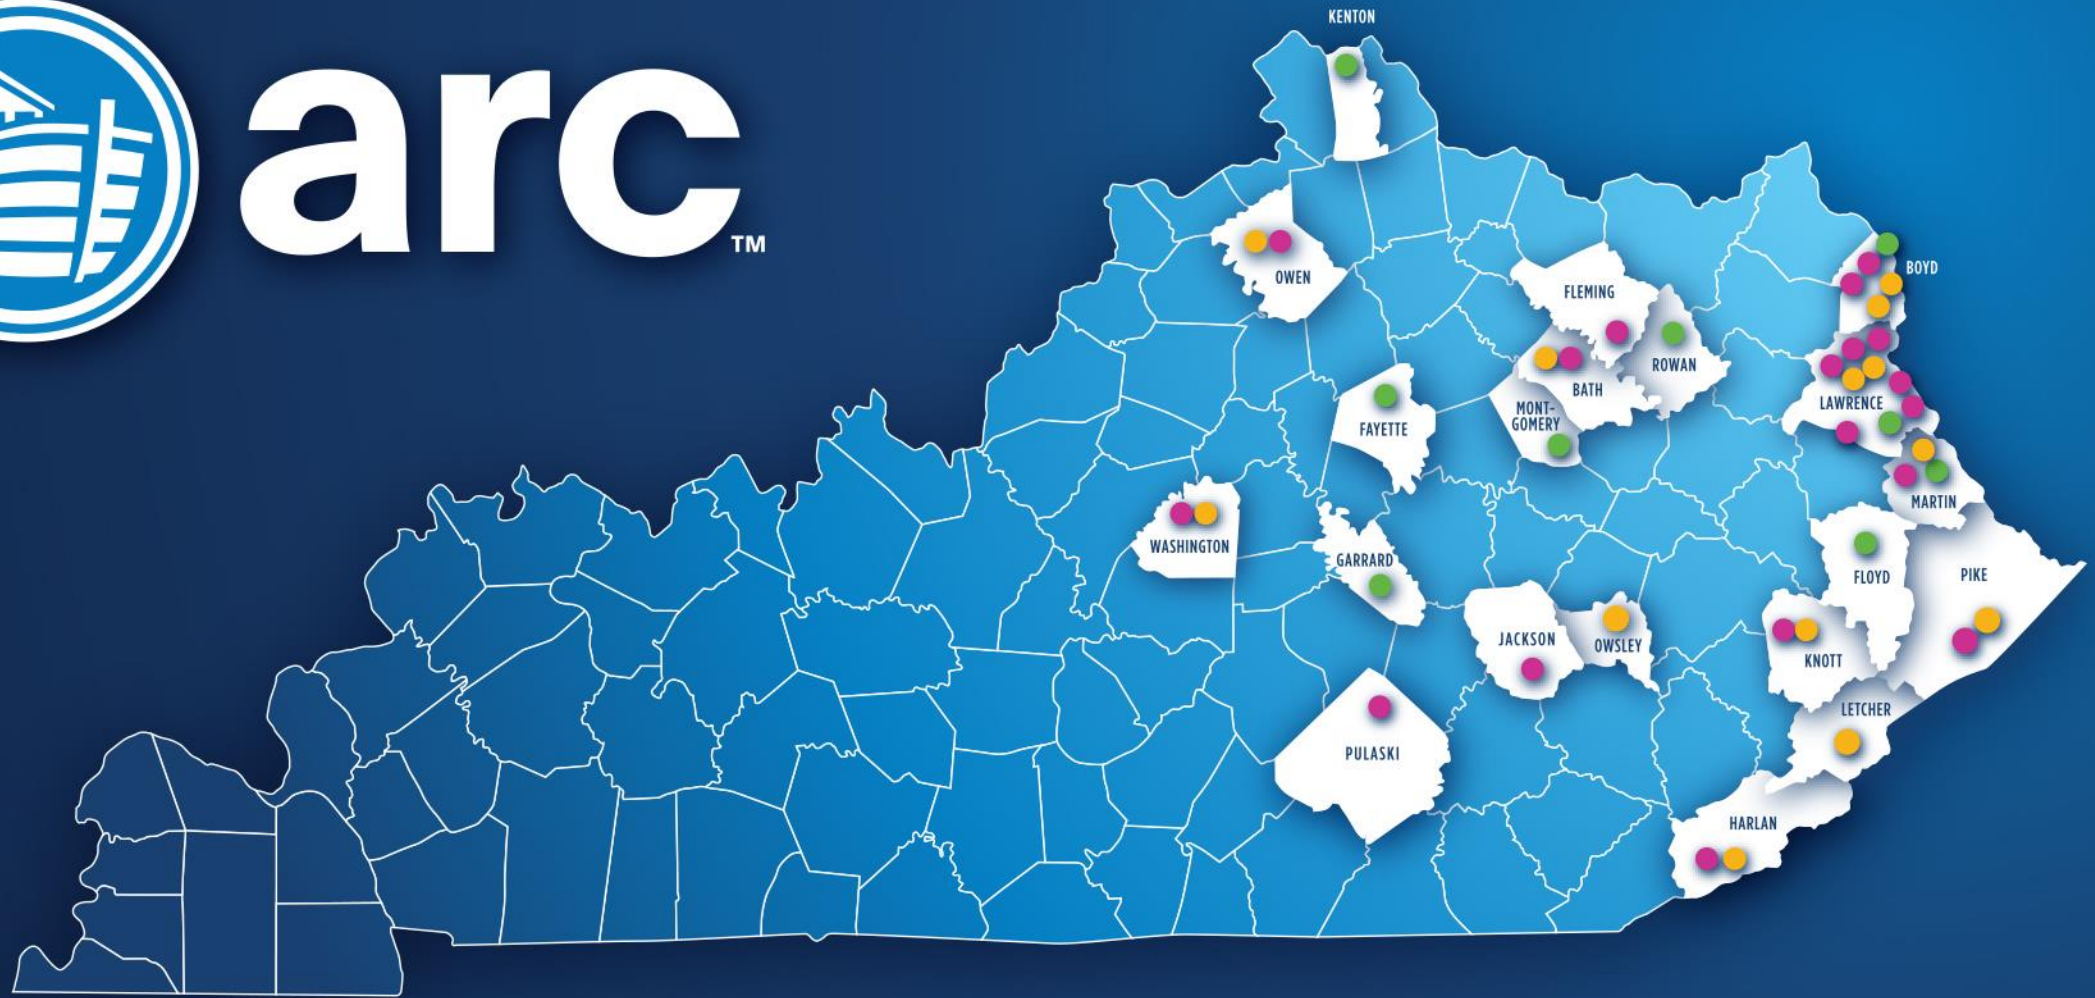 arc™
KENTON
OWEN
BOYD
FLEMING
ROWAN
BATH
MONT-
GOMERY
LAWRENCE
FAYETTE
MARTIN
WASHINGTON
GARRARD
FLOYD
PIKE
JACKSON
OWSLEY
KNOTT
LETCHER
PULASKI
HARLAN